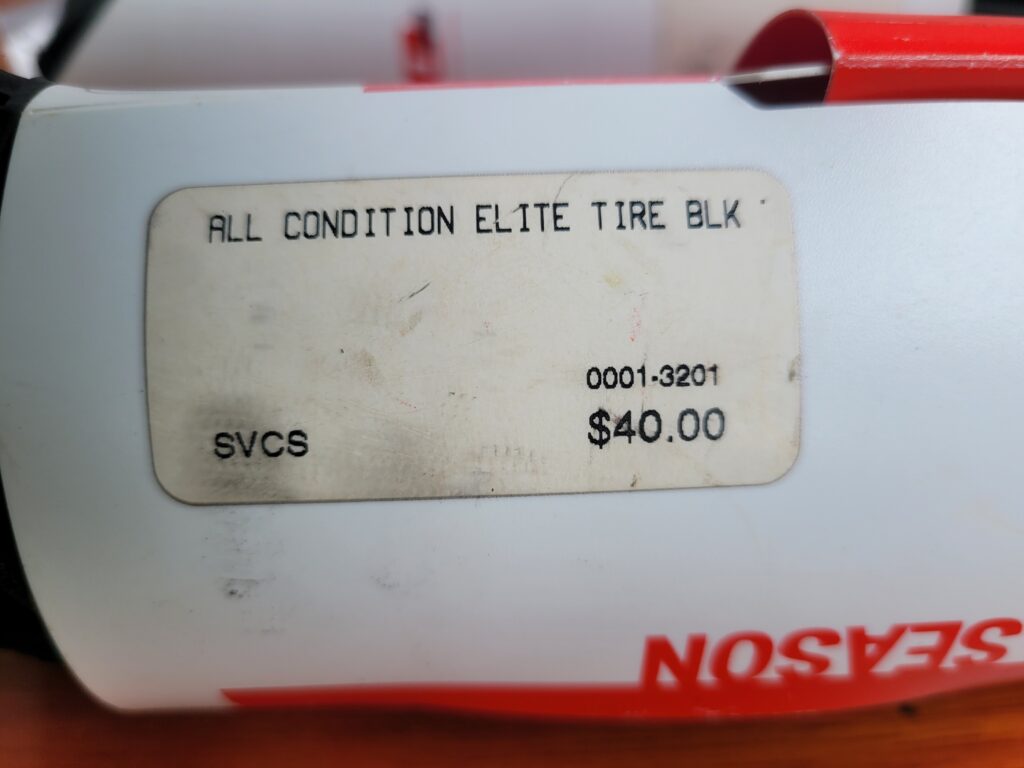 ALL CONDITION ELITE TIRE BLK
0001-3201
SVCS $40.00
SEASON